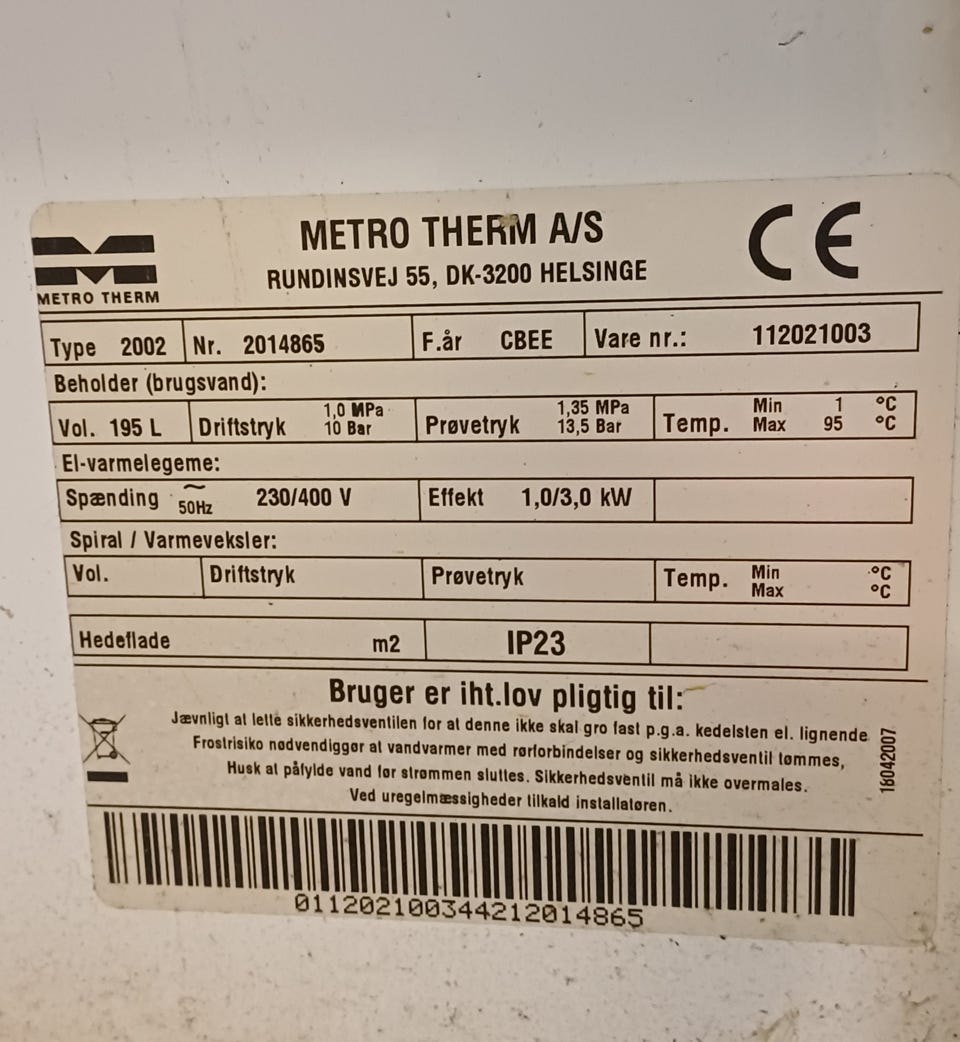 METRO THERM A/S
RUNDINSVEJ 55, DK-3200 HELSINGE
CE
METRO THERM
Type 2002 Nr. 2014865 F.år CBEE Vare nr.: 112021003
Beholder (brugsvand):
Vol. 195 L Driftstryk 1,0 MPa 10 Bar Prøvetryk 1,35 MPa 13,5 Bar Temp. Min 1 °C Max 95 °C
El-varmelegeme:
Spænding ~ 50Hz 230/400 V Effekt 1,0/3,0 kW
Spiral / Varmeveksler:
Vol. Driftstryk Prøvetryk Temp. Min °C Max °C
Hedeflade m2 IP23
Bruger er iht.lov pligtig til:
Jævnligt at lette sikkerhedsventilen for at denne ikke skal gro fast p.g.a. kedelsten el. lignende
Frostrisiko nødvendiggør at vandvarmer med rørforbindelser og sikkerhedsventil tømmes,
Husk at påfylde vand før strømmen sluttes. Sikkerhedsventil må ikke overmales.
Ved uregelmæssigheder tilkald installatøren.
18042007
011202100344212014865